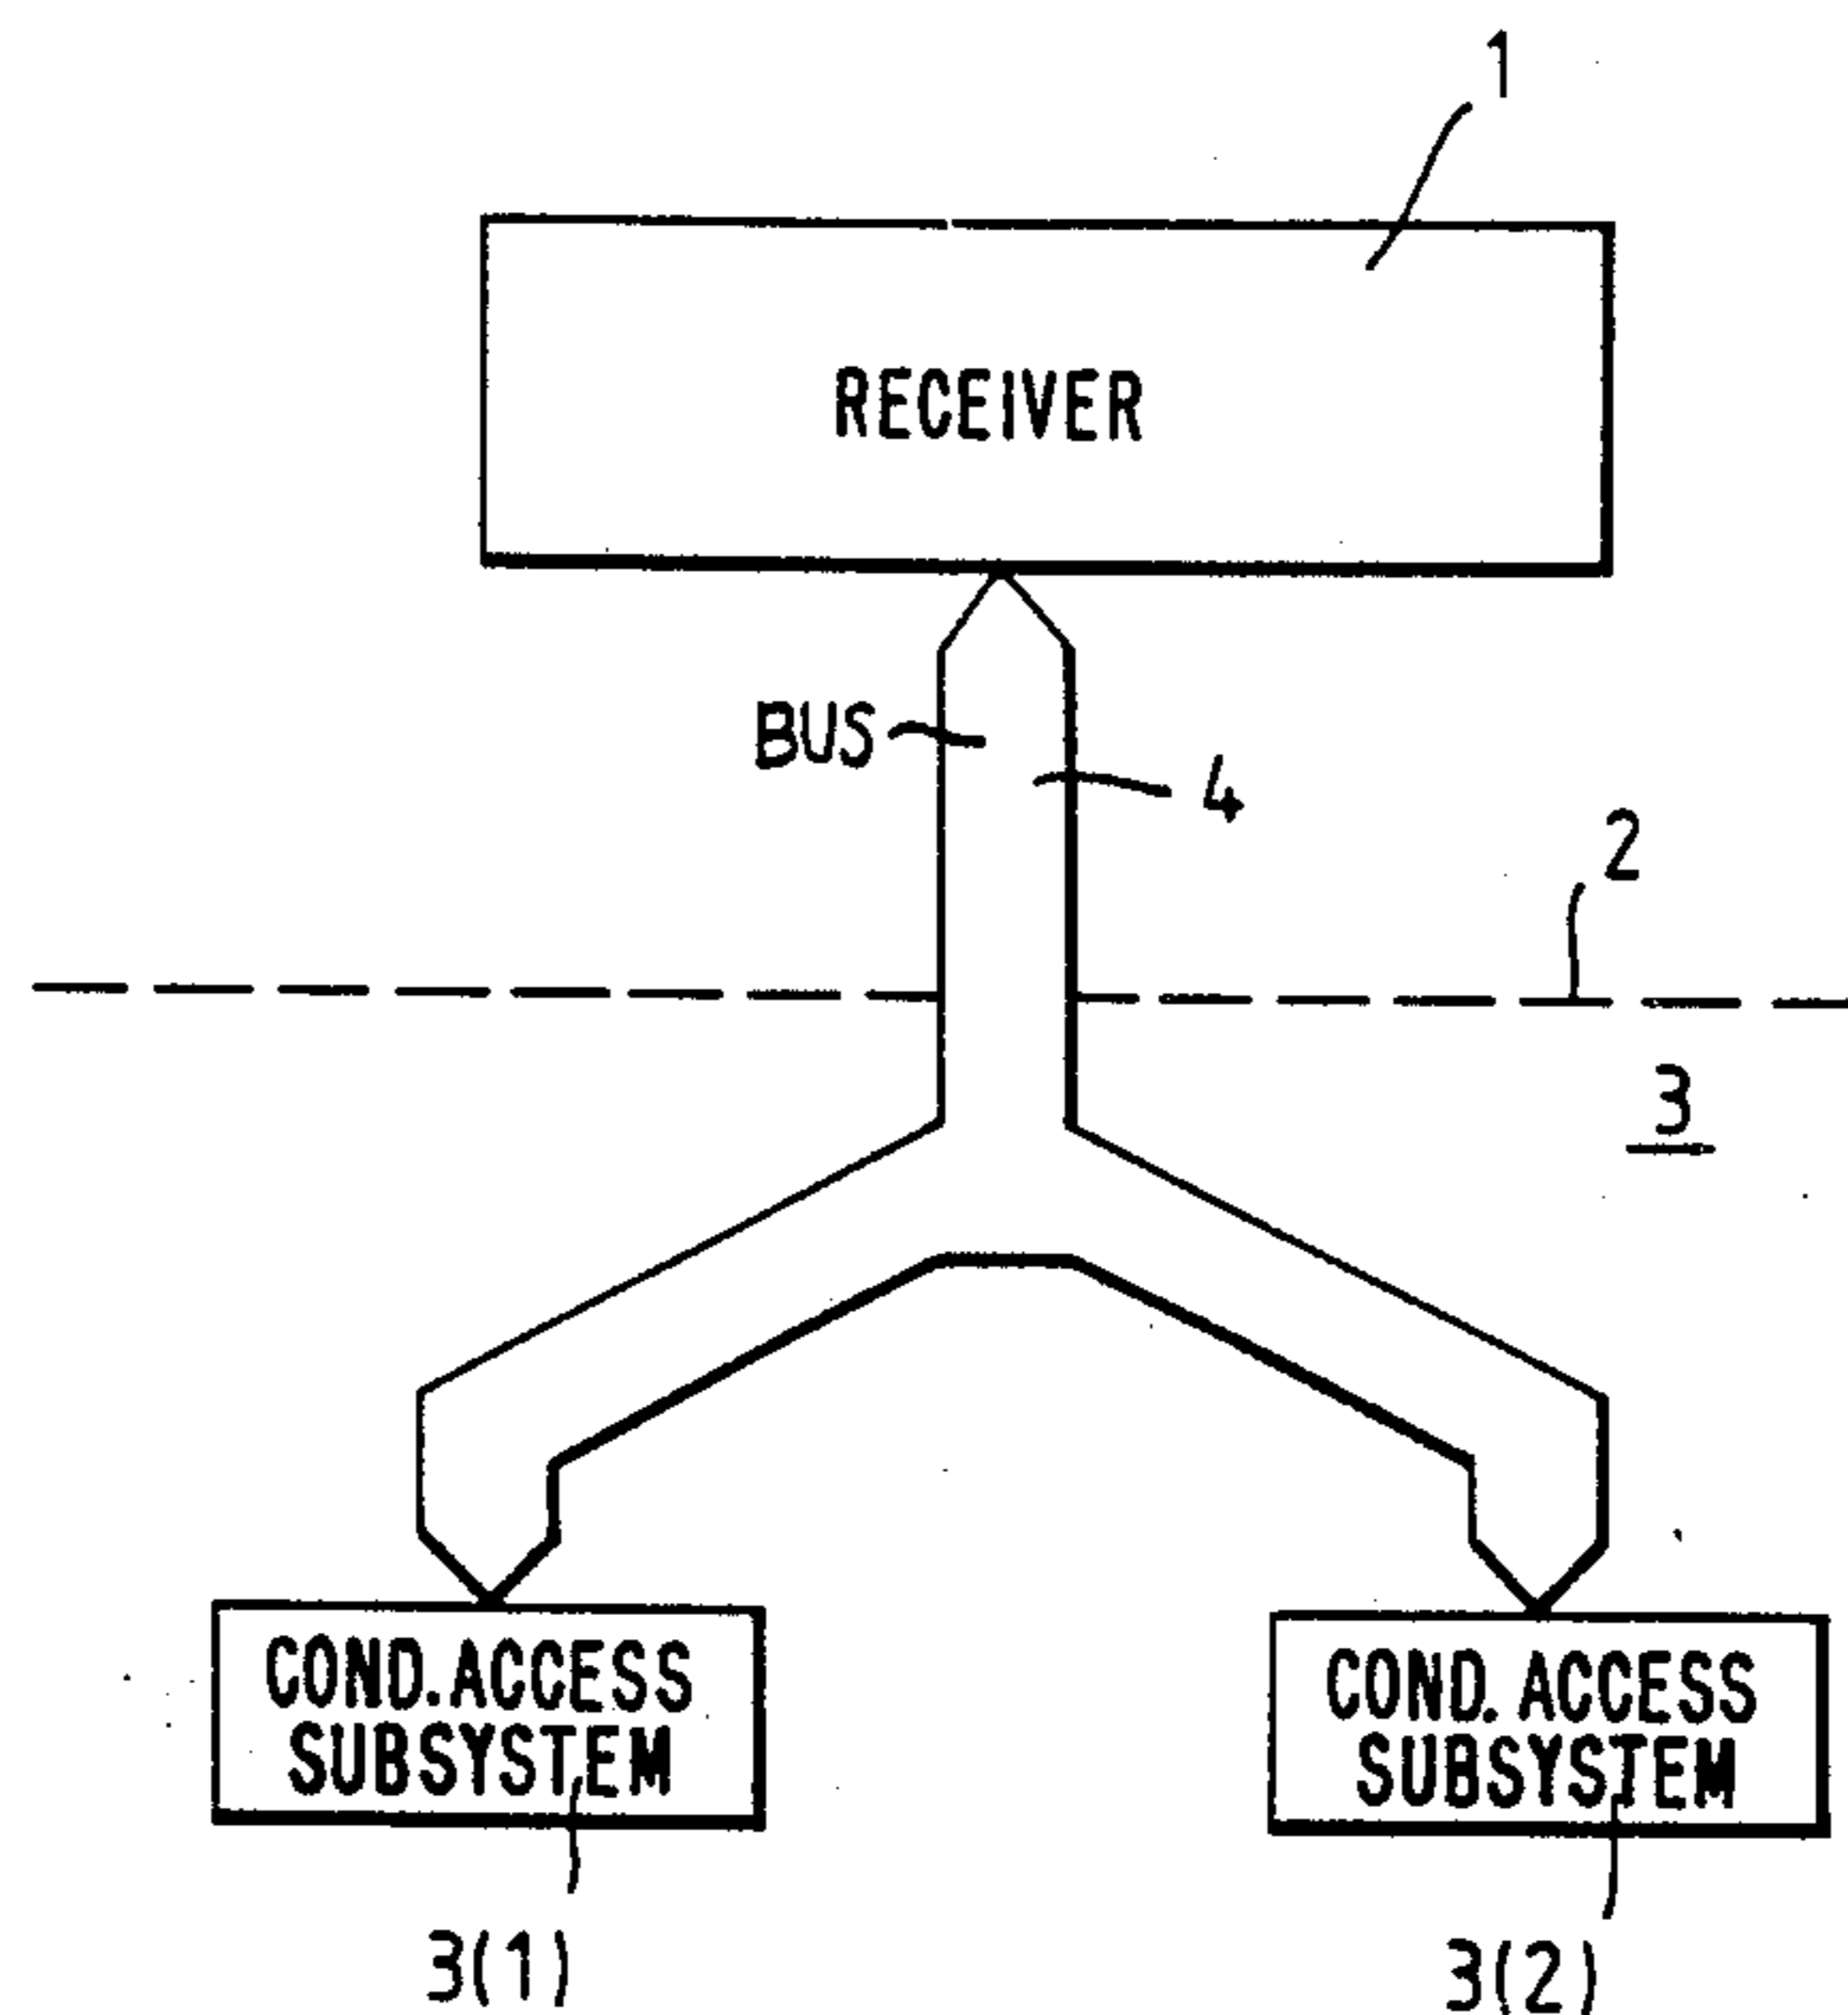 1
RECEIVER
BUS
4
2
3
COND. ACCESS
SUBSYSTEM
COND. ACCESS
SUBSYSTEM
3(1)
3(2)